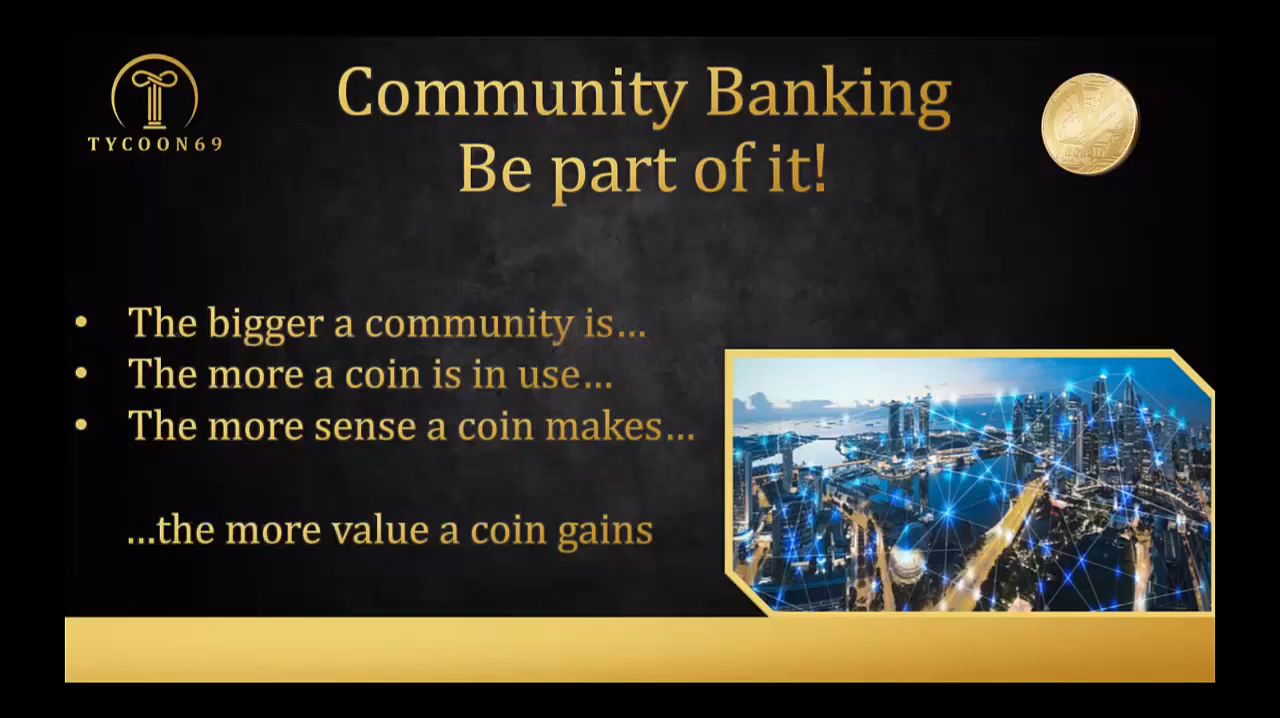 TYCOON69
Community Banking
Be part of it!
• The bigger a community is…
• The more a coin is in use…
• The more sense a coin makes…
…the more value a coin gains